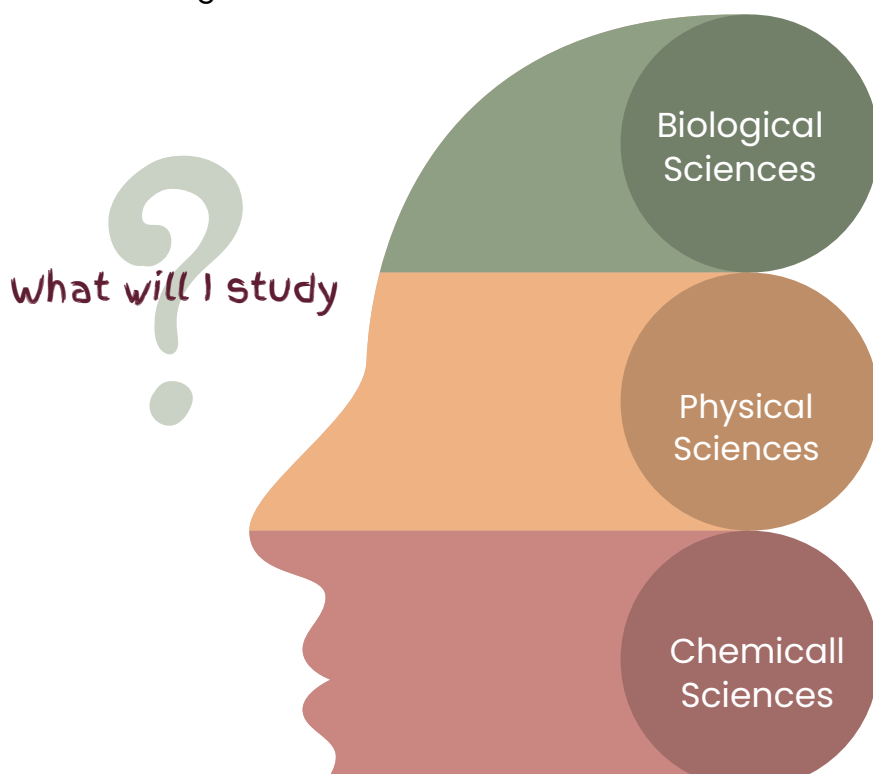 What will I study
?
Biological
Sciences
Physical
Sciences
Chemicall
Sciences